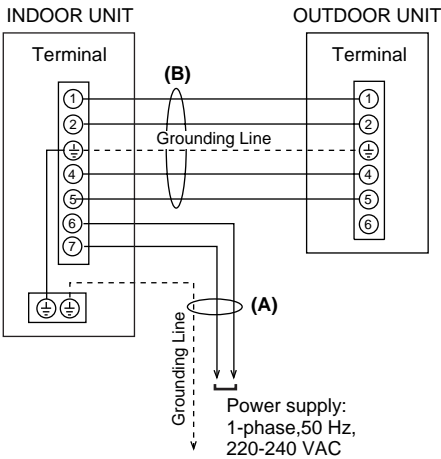 INDOOR UNIT
OUTDOOR UNIT
Terminal
Terminal
(B)
1
1
2
2
Grounding Line
4
4
5
5
6
6
7
(A)
Grounding Line
Power supply:
1-phase,50 Hz,
220-240 VAC